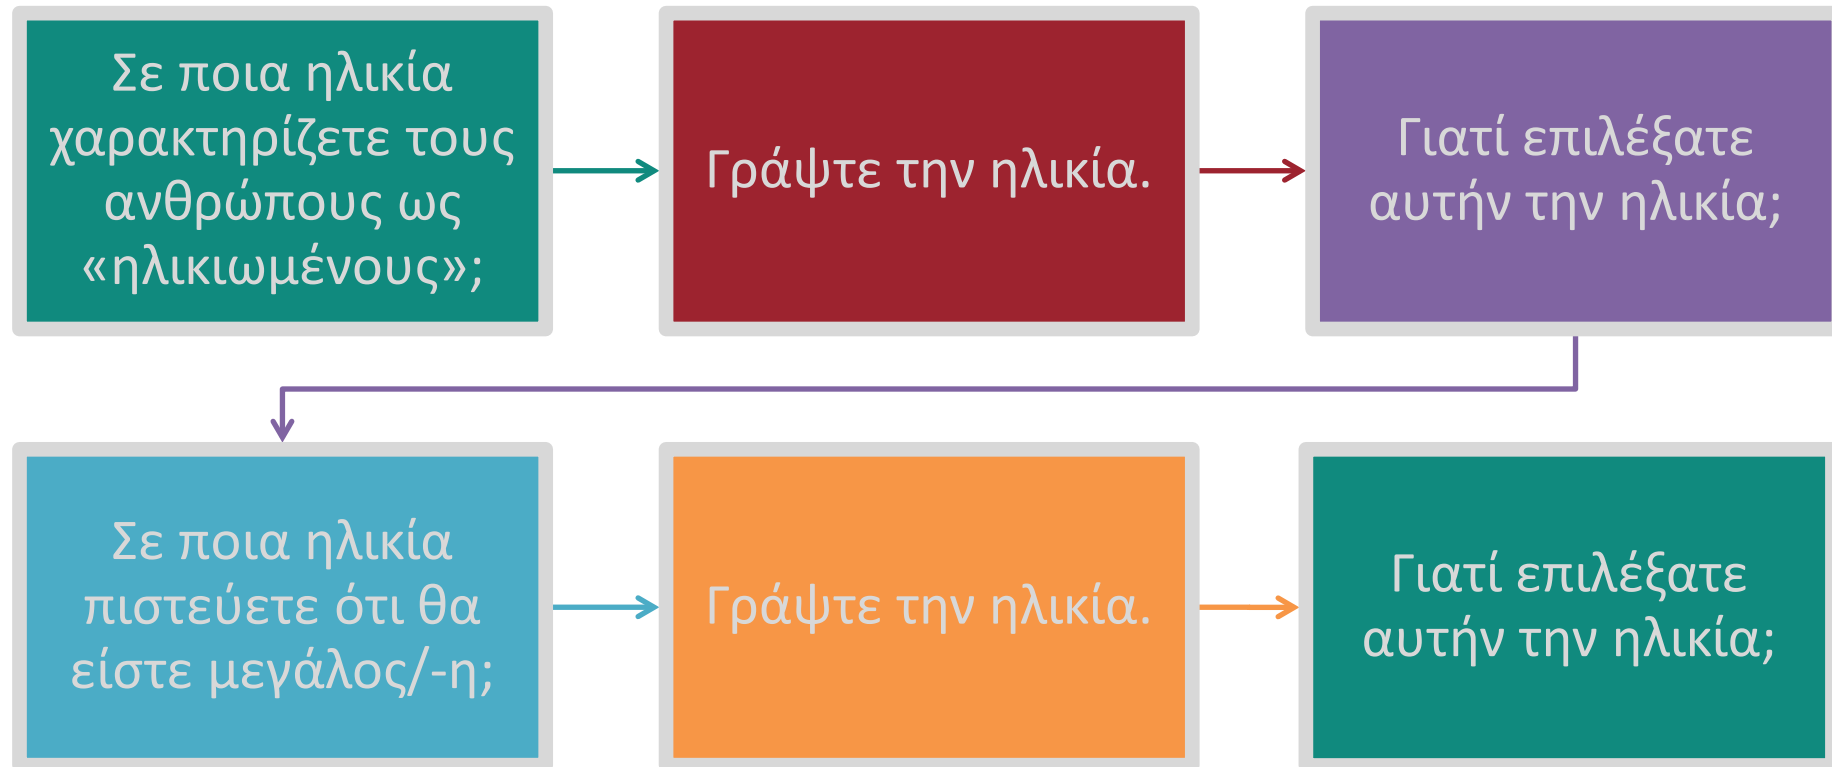 Σε ποια ηλικία
χαρακτηρίζετε τους
ανθρώπους ως
«ηλικιωμένους»;
Γράψτε την ηλικία.
Γιατί επιλέξατε
αυτήν την ηλικία;
Σε ποια ηλικία
πιστεύετε ότι θα
είστε μεγάλος/-η;
Γράψτε την ηλικία.
Γιατί επιλέξατε
αυτήν την ηλικία;